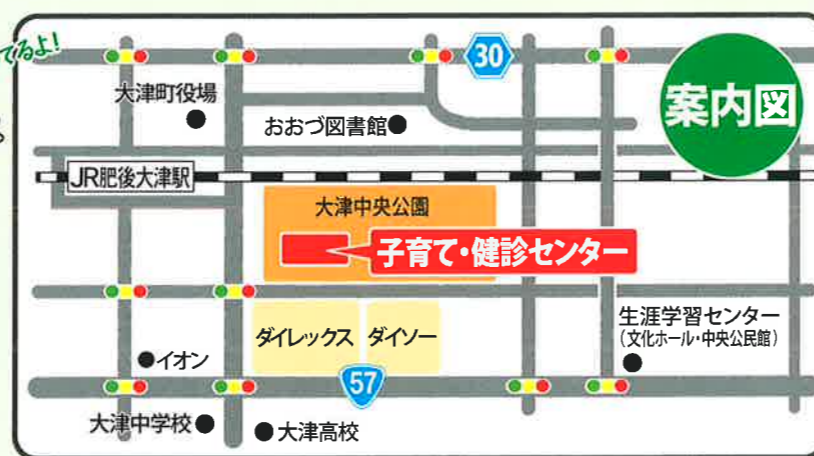 てるよ!
30
案内図
大津町役場
おおづ図書館
JR肥後大津駅
大津中央公園
子育て・健診センター
生涯学習センター
(文化ホール・中央公民館)
ダイレックス
ダイソー
イオン
57
大津中学校
大津高校